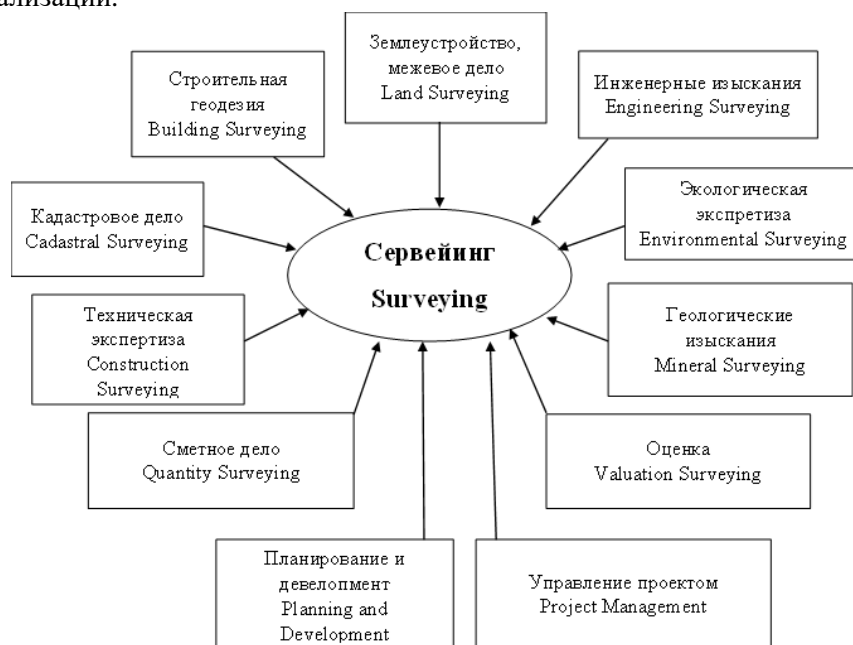 Землеустройство,
межевое дело
Land Surveying
Строительная
геодезия
Building Surveying
Инженерные изыскания
Engineering Surveying
Кадастровое дело
Cadastral Surveying
Экологическая
экспретиза
Environmental Surveying
Сервейинг
Surveying
Техническая
экспертиза
Construction
Surveying
Геологические
изыскания
Mineral Surveying
Сметное дело
Quantity Surveying
Оценка
Valuation Surveying
Планирование и
девелопмент
Planning and
Development
Управление проектом
Project Management